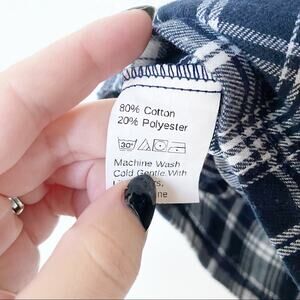 80% Cotton
20% Polyester
30°
Machine Wash
Cold Gentle With